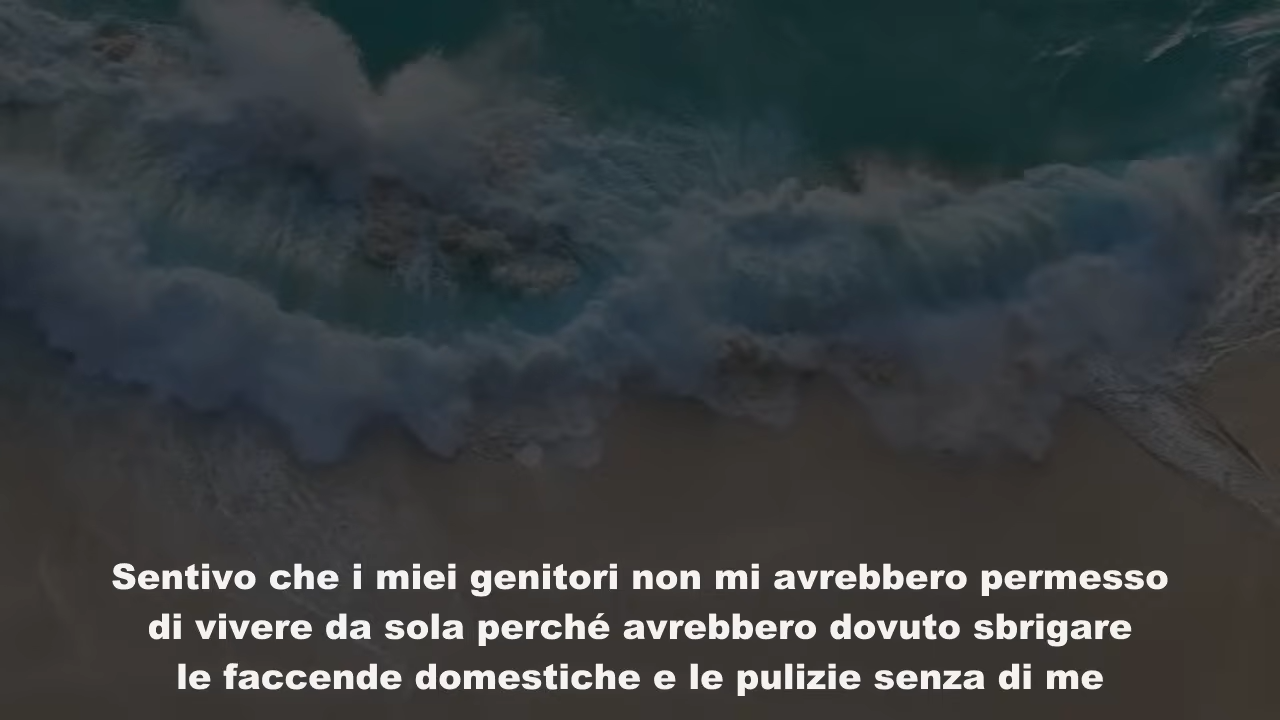 Sentivo che i miei genitori non mi avrebbero permesso
di vivere da sola perché avrebbero dovuto sbrigare
le faccende domestiche e le pulizie senza di me